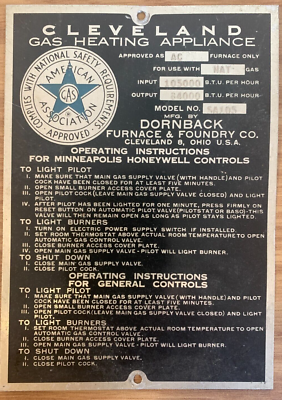 CLEVELAND
GAS HEATING APPLIANCE
COMPLIES WITH NATIONAL SAFETY REQUIREMENTS
APPROVED
AMERICAN
GAS
ASSOCIATION
APPROVED AS AG FURNACE ONLY
FOR USE WITH NAT. GAS
INPUT 105000 B.T.U. PER HOUR
OUTPUT 84000 B.T.U. PER HOUR
MODEL NO. SA105
MFG. BY
DORNBACK
FURNACE & FOUNDRY CO.
CLEVELAND 8, OHIO U.S.A.
OPERATING INSTRUCTIONS
FOR MINNEAPOLIS HONEYWELL CONTROLS
TO LIGHT PILOT
I. MAKE SURE THAT MAIN GAS SUPPLY VALVE (WITH HANDLE) AND PILOT
COCK HAVE BEEN CLOSED FOR AT LEAST FIVE MINUTES.
II. OPEN SMALL BURNER ACCESS COVER PLATE.
III. OPEN PILOT COCK (LEAVE MAIN GAS SUPPLY VALVE CLOSED) AND LIGHT
PILOT.
IV. AFTER PILOT HAS BEEN LIGHTED FOR ONE MINUTE, PRESS FIRMLY ON
RESET BUTTON ON AUTOMATIC PILOT VALVE (PILOTSTAT OR BASO)-THIS
VALVE WILL THEN REMAIN OPEN AS LONG AS PILOT STAYS LIGHTED.
TO LIGHT BURNERS
I. TURN ON ELECTRIC POWER SUPPLY SWITCH IF INSTALLED.
II. SET ROOM THERMOSTAT ABOVE ACTUAL ROOM TEMPERATURE TO OPEN
AUTOMATIC GAS CONTROL VALVE.
III. CLOSE BURNER ACCESS COVER PLATE.
IV. OPEN MAIN GAS SUPPLY VALVE - PILOT WILL LIGHT BURNER.
TO SHUT DOWN
I. CLOSE MAIN GAS SUPPLY VALVE.
II. CLOSE PILOT COCK.
OPERATING INSTRUCTIONS
FOR GENERAL CONTROLS
TO LIGHT PILOT
I. MAKE SURE THAT MAIN GAS SUPPLY VALVE (WITH HANDLE) AND PILOT
COCK HAVE BEEN CLOSED FOR AT LEAST FIVE MINUTES.
II. OPEN SMALL BURNER ACCESS COVER PLATE.
III. OPEN PILOT COCK (LEAVE MAIN GAS SUPPLY VALVE CLOSED) AND LIGHT
PILOT.
TO LIGHT BURNERS
I. SET ROOM THERMOSTAT ABOVE ACTUAL ROOM TEMPERATURE TO OPEN
AUTOMATIC GAS CONTROL VALVE.
II. CLOSE BURNER ACCESS COVER PLATE.
III. OPEN MAIN GAS SUPPLY VALVE - PILOT WILL LIGHT BURNER.
TO SHUT DOWN
I. CLOSE MAIN GAS SUPPLY VALVE.
II. CLOSE PILOT COCK.